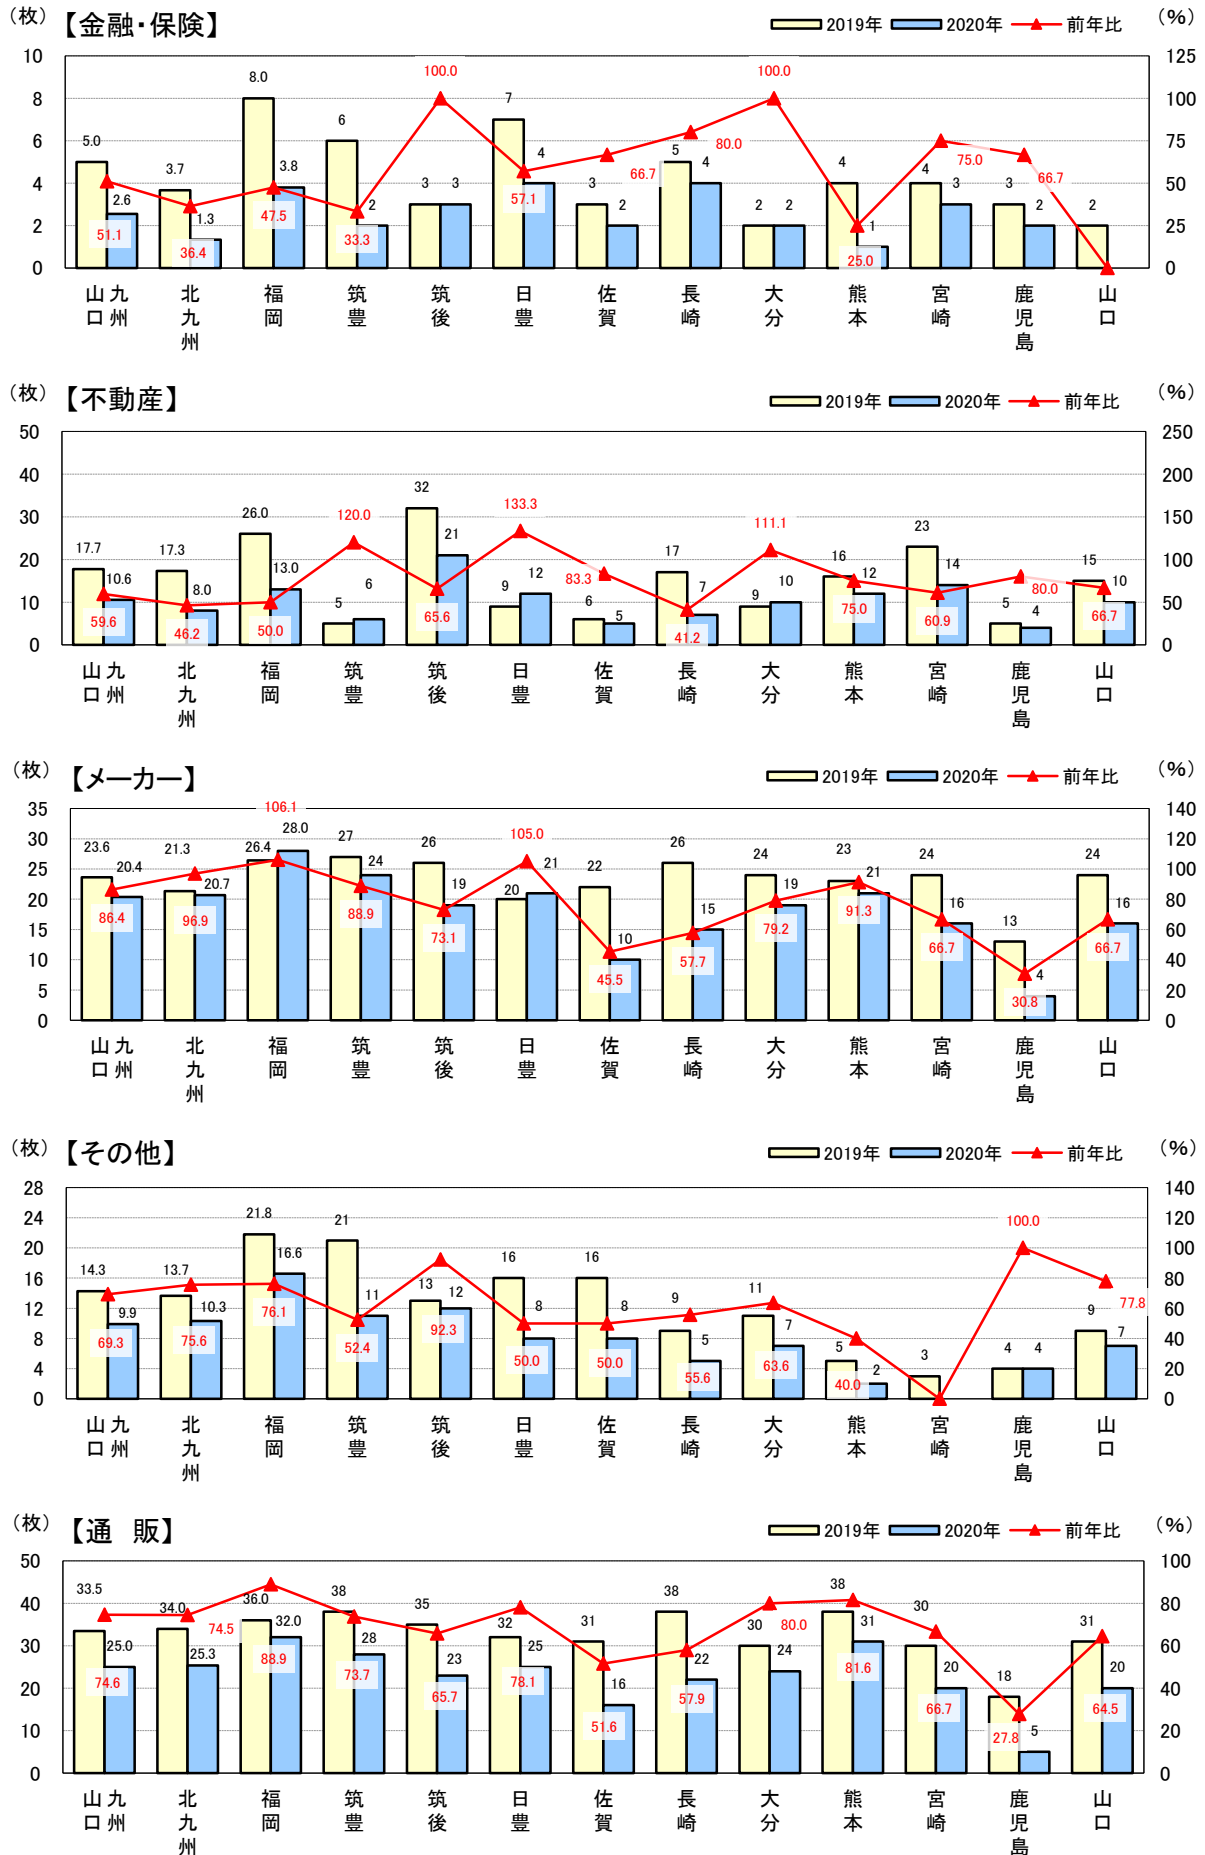 (枚) 【金融・保険】 2019年 2020年 前年比 (%)
10 125
8 100
6 75
4 50
2 25
0 0
5.0 3.7 8.0 6 3 7 3 5 2 4 4 3 2
2.6 1.3 3.8 2 3 4 2 4 2 1 3 2
51.1 36.4 47.5 33.3 100.0 57.1 66.7 80.0 100.0 25.0 75.0 66.7
九州山口 北九州 福岡 筑豊 筑後 日豊 佐賀 長崎 大分 熊本 宮崎 鹿児島 山口
(枚) 【不動産】 2019年 2020年 前年比 (%)
50 250
40 200
30 150
20 100
10 50
0 0
17.7 17.3 26.0 5 32 9 6 17 9 16 23 5 15
10.6 8.0 13.0 6 21 12 5 7 10 12 14 4 10
59.6 46.2 50.0 120.0 65.6 133.3 83.3 41.2 111.1 75.0 60.9 80.0 66.7
九州山口 北九州 福岡 筑豊 筑後 日豊 佐賀 長崎 大分 熊本 宮崎 鹿児島 山口
(枚) 【メーカー】 2019年 2020年 前年比 (%)
35 140
30 120
25 100
20 80
15 60
10 40
5 20
0 0
23.6 21.3 26.4 27 26 20 22 26 24 23 24 13 24
20.4 20.7 28.0 24 19 21 10 15 19 21 16 4 16
86.4 96.9 106.1 88.9 73.1 105.0 45.5 57.7 79.2 91.3 66.7 30.8 66.7
九州山口 北九州 福岡 筑豊 筑後 日豊 佐賀 長崎 大分 熊本 宮崎 鹿児島 山口
(枚) 【その他】 2019年 2020年 前年比 (%)
28 140
24 120
20 100
16 80
12 60
8 40
4 20
0 0
14.3 13.7 21.8 21 13 16 16 9 11 5 3 4 9
9.9 10.3 16.6 11 12 8 8 5 7 2 4 7
69.3 75.6 76.1 52.4 92.3 50.0 50.0 55.6 63.6 40.0 100.0 77.8
九州山口 北九州 福岡 筑豊 筑後 日豊 佐賀 長崎 大分 熊本 宮崎 鹿児島 山口
(枚) 【通 販】 2019年 2020年 前年比 (%)
50 100
40 80
30 60
20 40
10 20
0 0
33.5 34.0 36.0 38 35 32 31 38 30 38 30 18 31
25.0 25.3 32.0 28 23 25 16 22 24 31 20 5 20
74.6 74.5 88.9 73.7 65.7 78.1 51.6 57.9 80.0 81.6 66.7 27.8 64.5
九州山口 北九州 福岡 筑豊 筑後 日豊 佐賀 長崎 大分 熊本 宮崎 鹿児島 山口